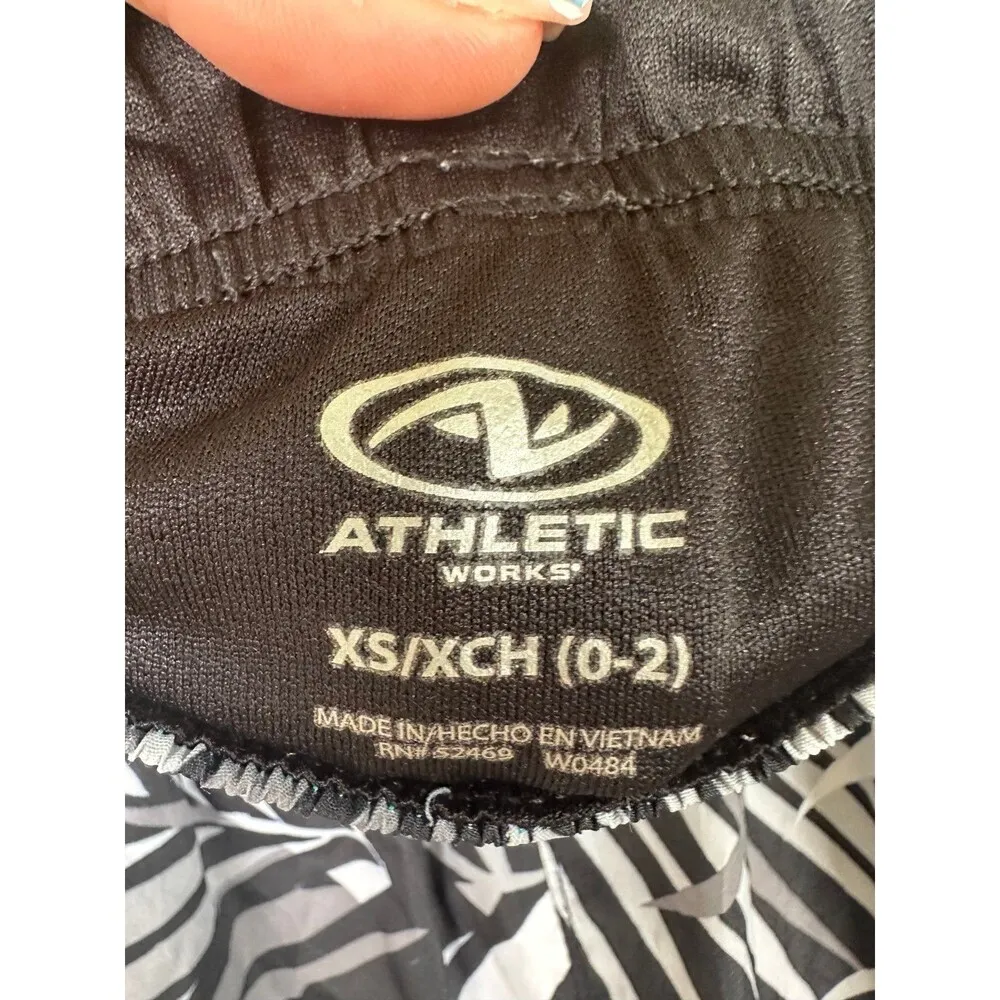 ATHLETIC
WORKS®
XS/XCH (0-2)
MADE IN/HECHO EN VIETNAM
RN# 52469 W0484